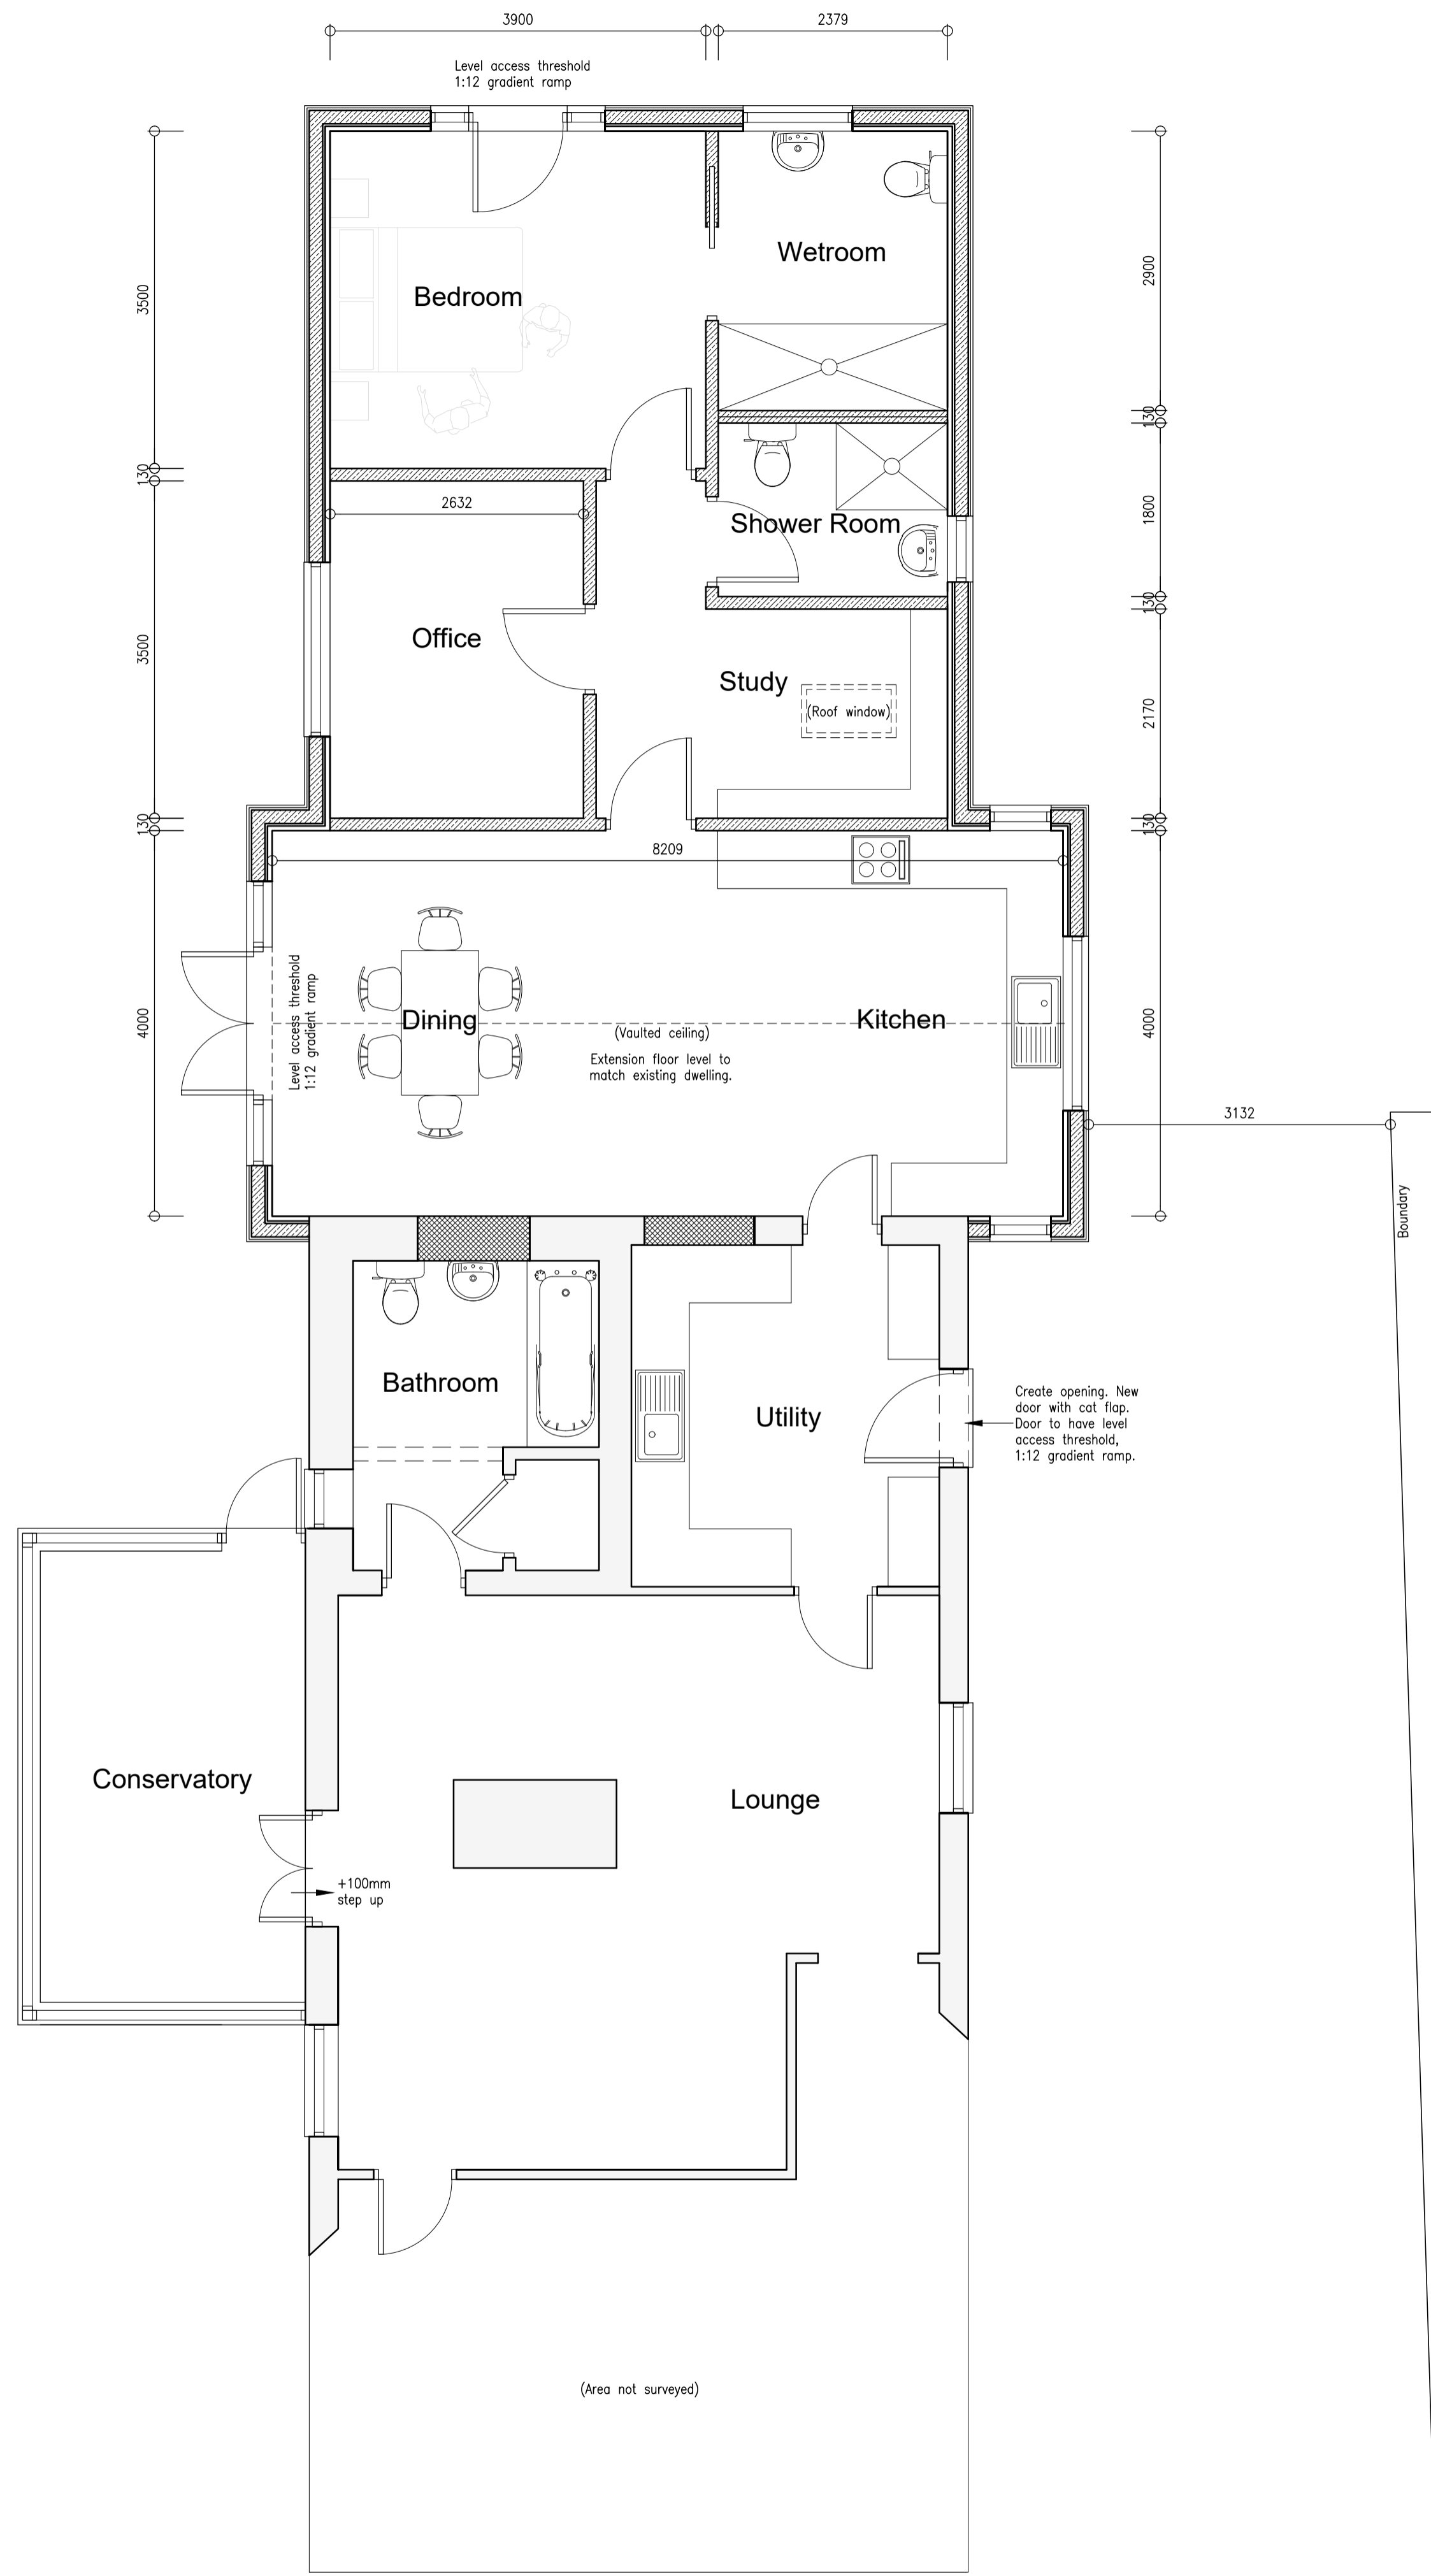 3900
2379
Level access threshold
1:12 gradient ramp
Wetroom
Bedroom
3500
2900
130
130
2632
1800
Shower Room
Office
130
3500
Study
(Roof window)
2170
130
130
8209
Level access threshold
1:12 gradient ramp
Dining
Kitchen
(Vaulted ceiling)
Extension floor level to
match existing dwelling.
4000
4000
3132
Boundary
Bathroom
Utility
Create opening. New
door with cat flap.
Door to have level
access threshold,
1:12 gradient ramp.
Conservatory
Lounge
+100mm
step up
(Area not surveyed)